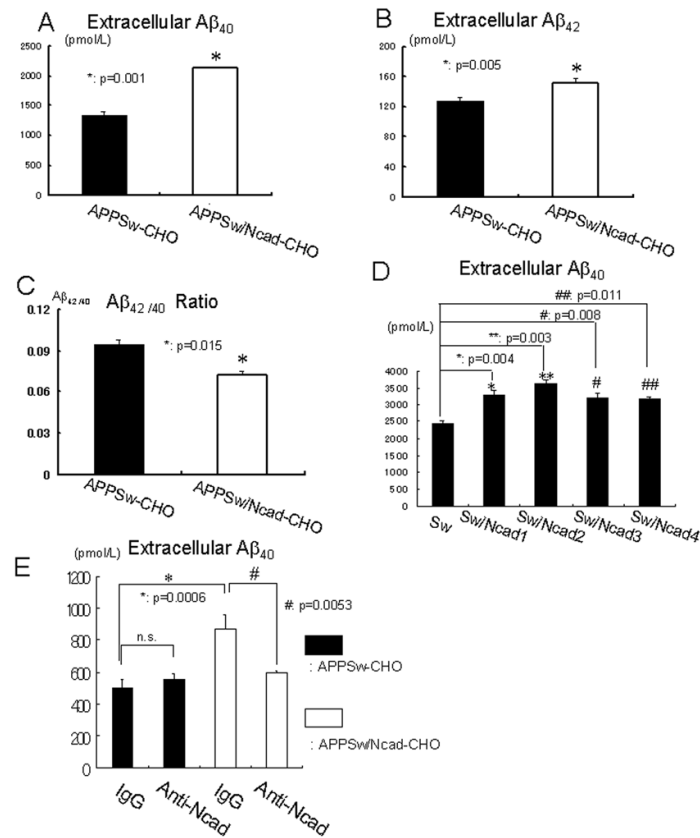 A
Extracellular Aβ40
(pmol/L)
2500
2000
1500
1000
500
0
*: p=0.001
*
APPSw-CHO
APPSw/Ncad-CHO
B
Extracellular Aβ42
(pmol/L)
200
160
120
80
40
0
*: p=0.005
*
APPSw-CHO
APPSw/Ncad-CHO
C
Aβ42/40
Aβ42/40 Ratio
0.12
0.09
0.06
0.03
0
*: p=0.015
*
APPSw-CHO
APPSw/Ncad-CHO
D
Extracellular Aβ40
(pmol/L)
##: p=0.011
#: p=0.008
**: p=0.003
*: p=0.004
4000
3500
3000
2500
2000
1500
1000
500
0
*
**
#
##
Sw
Sw/Ncad1
Sw/Ncad2
Sw/Ncad3
Sw/Ncad4
E
(pmol/L)
Extracellular Aβ40
1200
1000
800
600
400
200
0
*
*: p=0.0006
#
#: p=0.0053
n.s.
: APPSw-CHO
: APPSw/Ncad-CHO
IgG
Anti-Ncad
IgG
Anti-Ncad